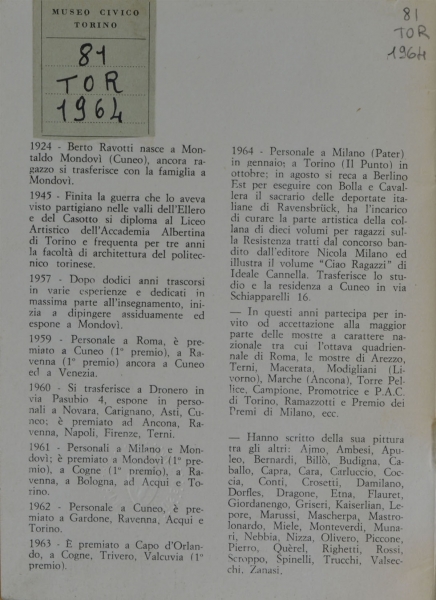 MUSEO CIVICO
TORINO
81
TOR
1964
81
TOR
1964
1924 - Berto Ravotti nasce a Mon-
taldo Mondovì (Cuneo), ancora ra-
gazzo si trasferisce con la famiglia a
Mondovì.
1945 - Finita la guerra che lo aveva
visto partigiano nelle valli dell'Ellero
e del Casotto si diploma al Liceo
Artistico dell'Accademia Albertina
di Torino e frequenta per tre anni
la facoltà di architettura del politec-
nico torinese.
1957 - Dopo dodici anni trascorsi
in varie esperienze e dedicati in
massima parte all'insegnamento, ini-
zia a dipingere assiduamente ed
espone a Mondovì.
1959 - Personale a Roma, è pre-
miato a Cuneo (1° premio), a Ra-
venna (1° premio) ancora a Cuneo
ed a Venezia.
1960 - Si trasferisce a Dronero in
via Pasubio 4, espone in perso-
nali a Novara, Carignano, Asti, Cu-
neo; è premiato ad Ancona, Ra-
venna, Napoli, Firenze, Terni.
1961 - Personali a Milano e Mon-
dovì; è premiato a Mondovì (1° pre-
mio), a Cogne (1° premio), a Ra-
venna, a Bologna, ad Acqui e To-
rino.
1962 - Personale a Cuneo, è pre-
miato a Gardone, Ravenna, Acqui e
Torino.
1963 - È premiato a Capo d'Orlan-
do, a Cogne, Trivero, Valcuvia (1°
premio).
1964 - Personale a Milano (Pater)
in gennaio; a Torino (Il Punto) in
ottobre; in agosto si reca a Berlino
Est per eseguire con Bolla e Caval-
lera il sacrario delle deportate ita-
liane di Ravensbrück, ha l'incarico
di curare la parte artistica della col-
lana di dieci volumi per ragazzi sul-
la Resistenza tratti dal concorso ban-
dito dall'editore Nicola Milano ed
illustra il volume "Ciao Ragazzi" di
Ideale Cannella. Trasferisce lo stu-
dio e la residenza a Cuneo in via
Schiapparelli 16.
— In questi anni partecipa per in-
vito od accettazione alla maggior
parte delle mostre a carattere na-
zionale tra cui l'ottava quadrien-
nale di Roma, le mostre di Arezzo,
Terni, Macerata, Modigliani (Li-
vorno), Marche (Ancona), Torre Pel-
lice, Campione, Promotrice e P.A.C.
di Torino, Ramazzotti e Premio dei
Premi di Milano, ecc.
— Hanno scritto della sua pittura
tra gli altri: Ajmo, Ambesi, Apu-
leo, Bernardi, Billò, Budigna, Ca-
ballo, Capra, Cara, Carluccio, Coc-
cia, Conti, Crosetti, Damilano,
Dorfles, Dragone, Etna, Flauret,
Giordanengo, Griseri, Kaiserlian, Le-
pore, Marussi, Mascherpa, Mastro-
lonardo, Miele, Monteverdi, Muna-
ri, Nebbia, Nizza, Olivero, Piccone,
Pierro, Quèrel, Righetti, Rossi,
Scroppo, Spinelli, Trucchi, Valsec-
chi, Zanasi.